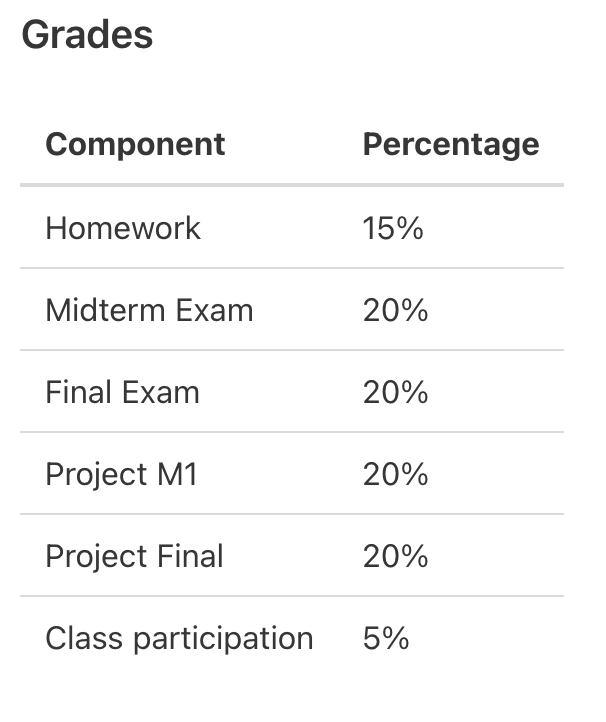 Grades
Component Percentage
Homework 15%
Midterm Exam 20%
Final Exam 20%
Project M1 20%
Project Final 20%
Class participation 5%